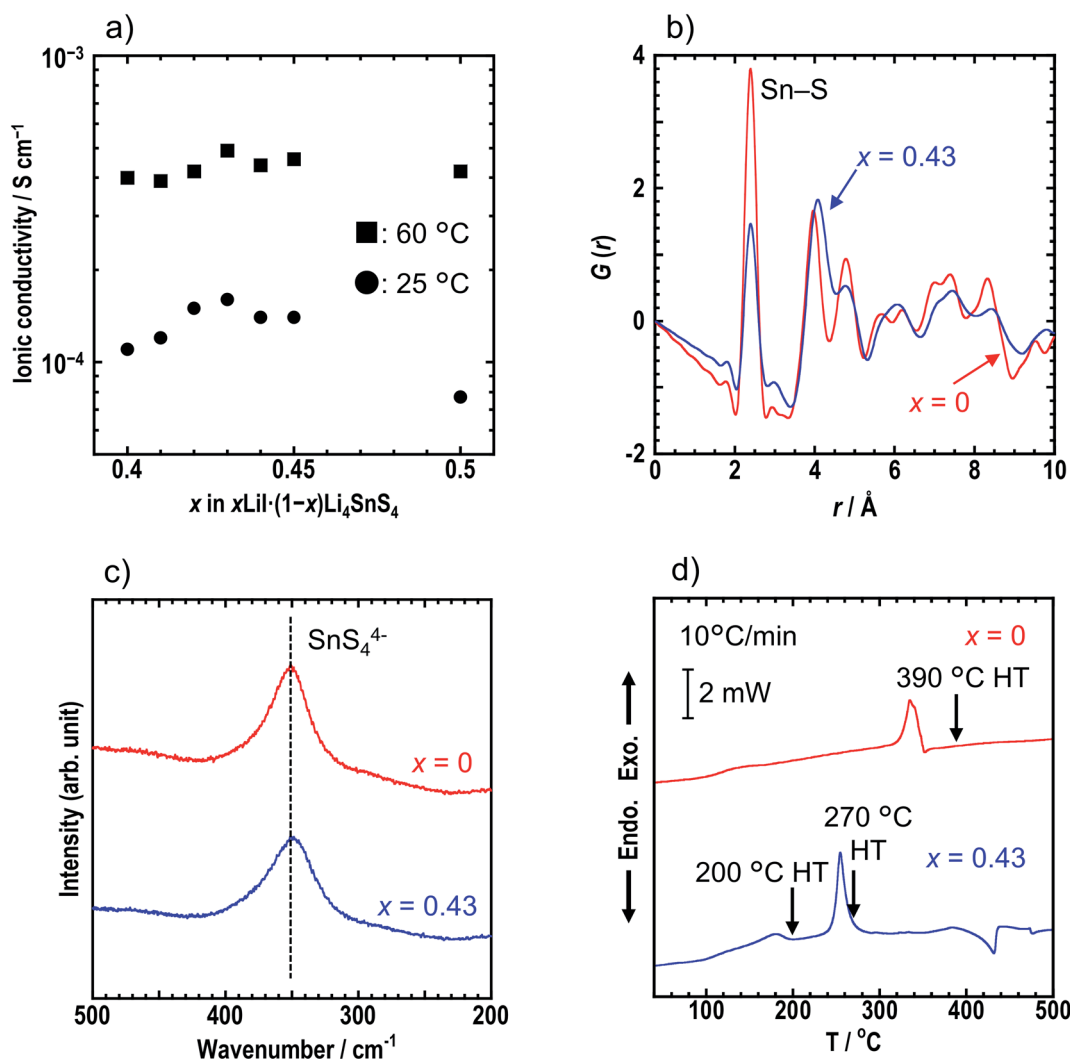 a)
10⁻³
10⁻⁴
Ionic conductivity / S cm⁻¹
■: 60 °C
●: 25 °C
0.4
0.45
0.5
x in xLiI·(1−x)Li₄SnS₄
b)
4
2
0
-2
G (r)
Sn–S
x = 0.43
x = 0
0
2
4
6
8
10
r / Å
c)
Intensity (arb. unit)
SnS₄⁴⁻
x = 0
x = 0.43
500
400
300
200
Wavenumber / cm⁻¹
d)
Endo. Exo.
10°C/min
2 mW
x = 0
390 °C HT
270 °C
HT
200 °C HT
x = 0.43
100
200
300
400
500
T / °C